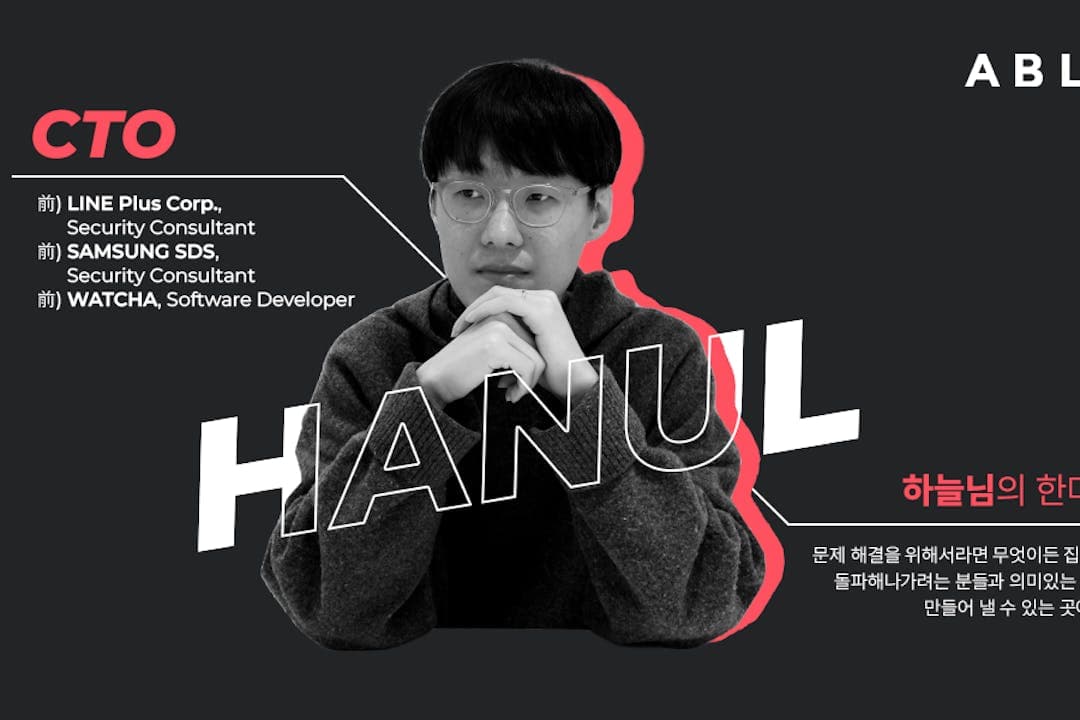 ABL
CTO
前) LINE Plus Corp.,
Security Consultant
前) SAMSUNG SDS,
Security Consultant
前) WATCHA, Software Developer
HANUL
하늘님의 한
문제 해결을 위해서라면 무엇이든 집
돌파해나가려는 분들과 의미있는
만들어 낼 수 있는 곳